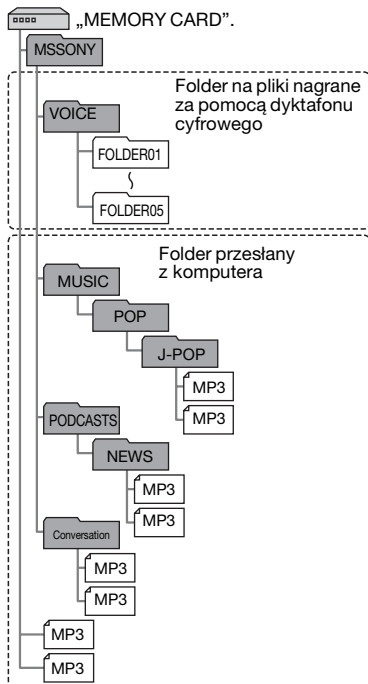 „MEMORY CARD”.
MSSONY
Folder na pliki nagrane
za pomocą dyktafonu
cyfrowego
VOICE
FOLDER01
FOLDER05
Folder przesłany
z komputera
MUSIC
POP
J-POP
MP3
MP3
PODCASTS
NEWS
MP3
MP3
Conversation
MP3
MP3
MP3
MP3